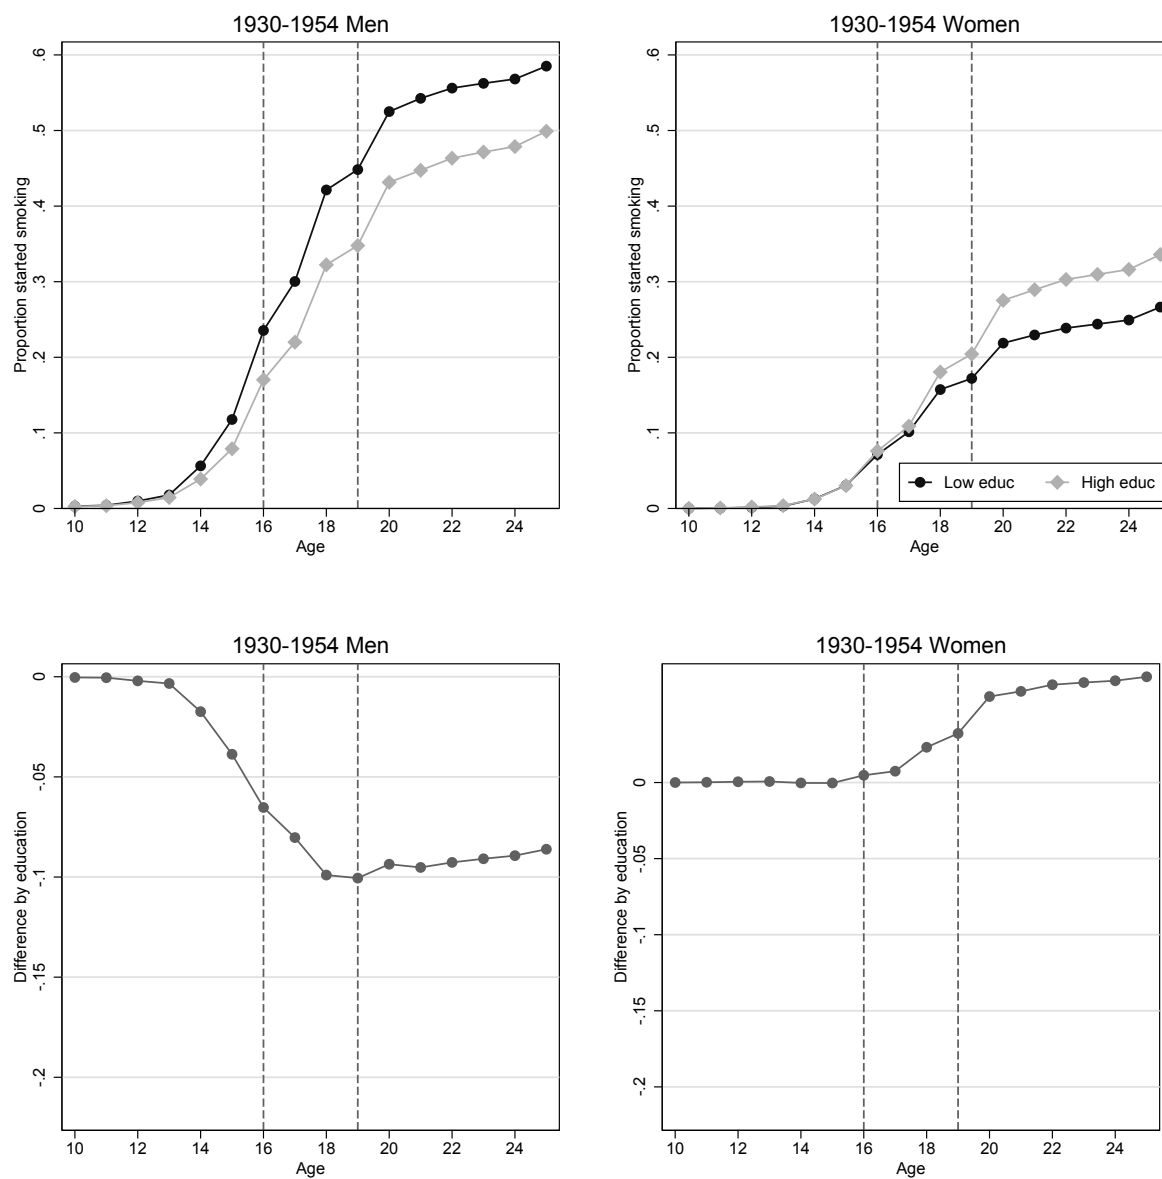 1930-1954 Men
Proportion started smoking
.6
.5
.4
.3
.2
.1
0
10 12 14 16 18 20 22 24
Age
1930-1954 Women
Proportion started smoking
.6
.5
.4
.3
.2
.1
0
Low educ High educ
10 12 14 16 18 20 22 24
Age
1930-1954 Men
Difference by education
0
-.05
-.1
-.15
-.2
10 12 14 16 18 20 22 24
Age
1930-1954 Women
Difference by education
0
-.05
-.1
-.15
-.2
10 12 14 16 18 20 22 24
Age